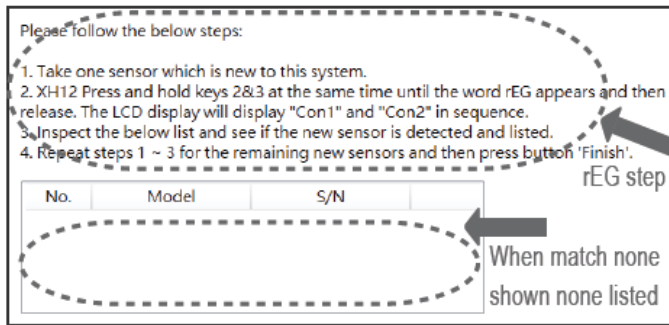 Please follow the below steps:
1. Take one sensor which is new to this system.
2. XH12 Press and hold keys 2&3 at the same time until the word rEG appears and then
release. The LCD display will display "Con1" and "Con2" in sequence.
3. Inspect the below list and see if the new sensor is detected and listed.
4. Repeat steps 1 ~ 3 for the remaining new sensors and then press button 'Finish'.
rEG step
No. Model S/N
When match none
shown none listed